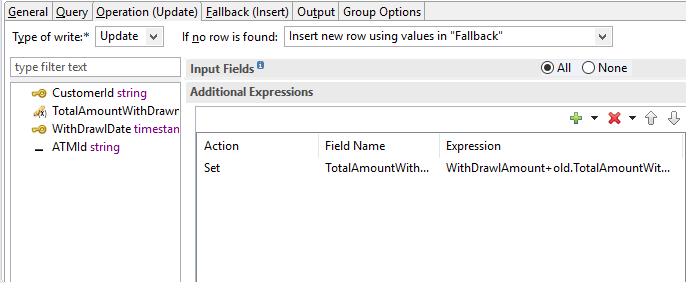 General Query Operation (Update) Fallback (Insert) Output Group Options
Type of write:* Update If no row is found: Insert new row using values in "Fallback"
type filter text
Input Fields All None
CustomerId string
TotalAmountWithDrawn
WithDrawlDate timestan
ATMId string
Additional Expressions
Action Field Name Expression
Set TotalAmountWith... WithDrawlAmount+old.TotalAmountWit...